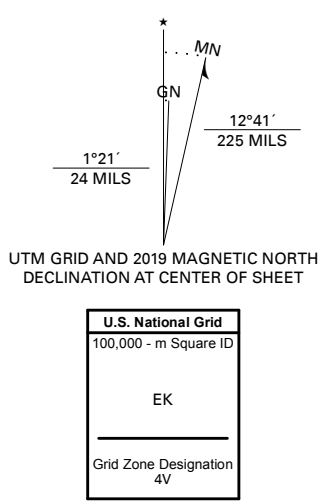 ★
MN
GN
12°41´
225 MILS
1°21´
24 MILS
UTM GRID AND 2019 MAGNETIC NORTH
DECLINATION AT CENTER OF SHEET
U.S. National Grid
100,000 - m Square ID
EK
Grid Zone Designation
4V